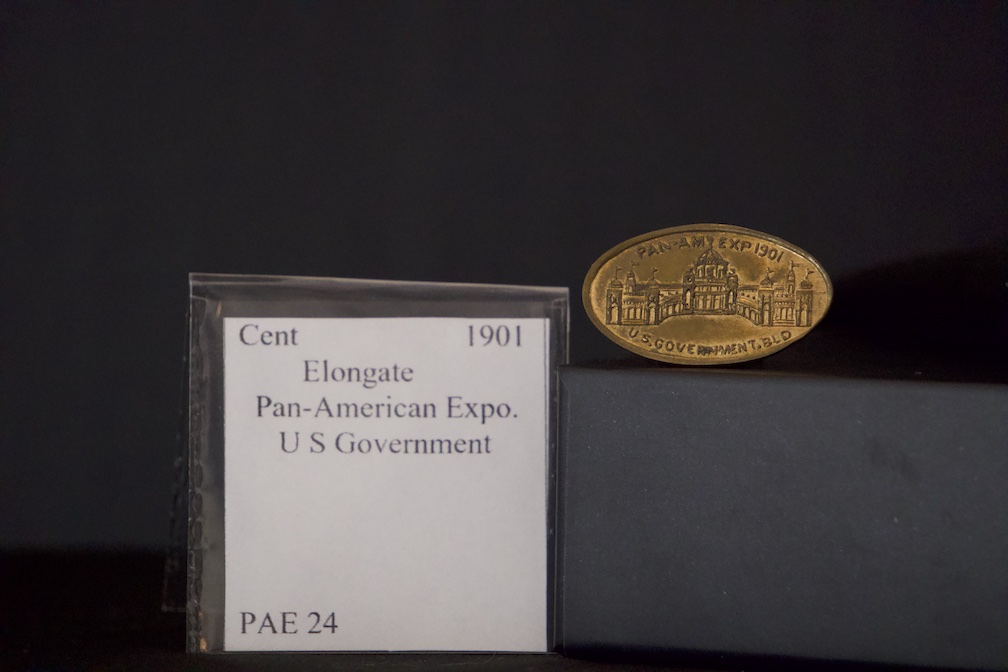 Cent 1901
Elongate
Pan-American Expo.
U S Government
PAE 24
PAN-AM. EXP 1901
U.S. GOVERNMENT. BLD